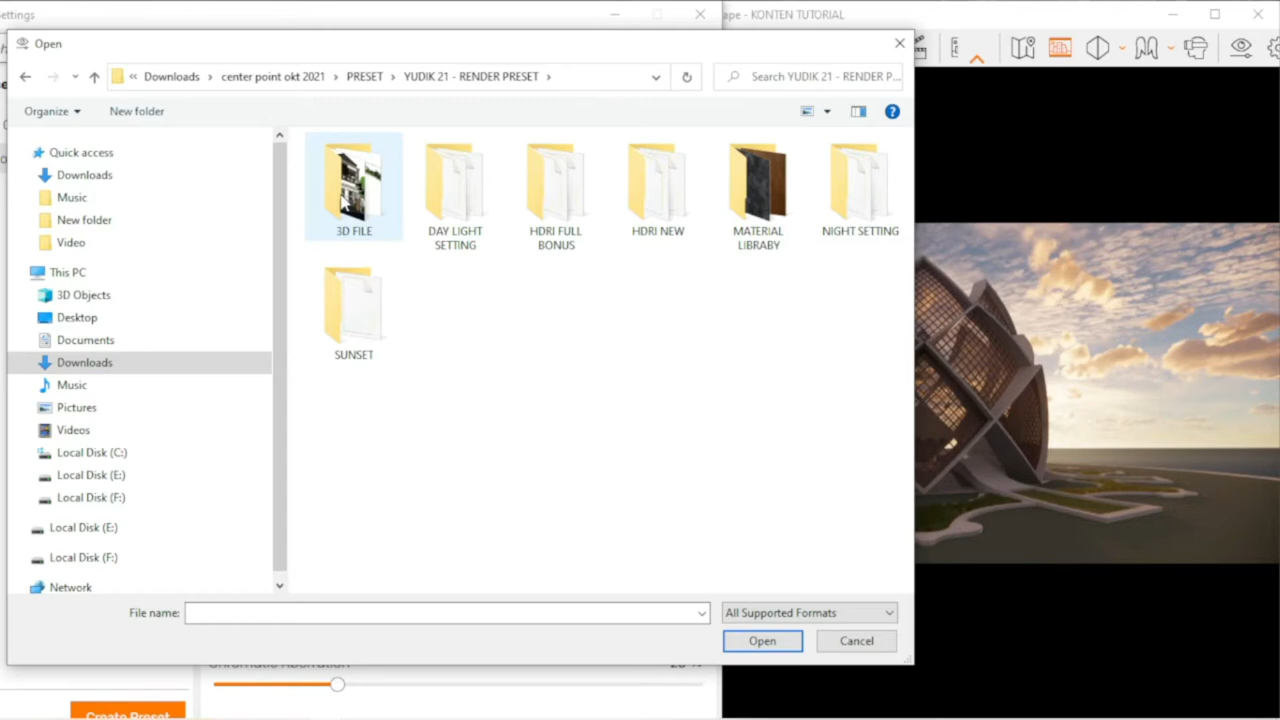 ettings
ape - KONTEN TUTORIAL
Open
« Downloads › center point okt 2021 › PRESET › YUDIK 21 - RENDER PRESET ›
Search YUDIK 21 - RENDER P...
Organize
New folder
Quick access
Downloads
Music
New folder
Video
This PC
3D Objects
Desktop
Documents
Downloads
Music
Pictures
Videos
Local Disk (C:)
Local Disk (E:)
Local Disk (F:)
Local Disk (E:)
Local Disk (F:)
Network
3D FILE
DAY LIGHT
SETTING
HDRI FULL
BONUS
HDRI NEW
MATERIAL
LIBRABY
NIGHT SETTING
SUNSET
File name:
All Supported Formats
Open
Cancel
Chromatic Aberration
Create Preset